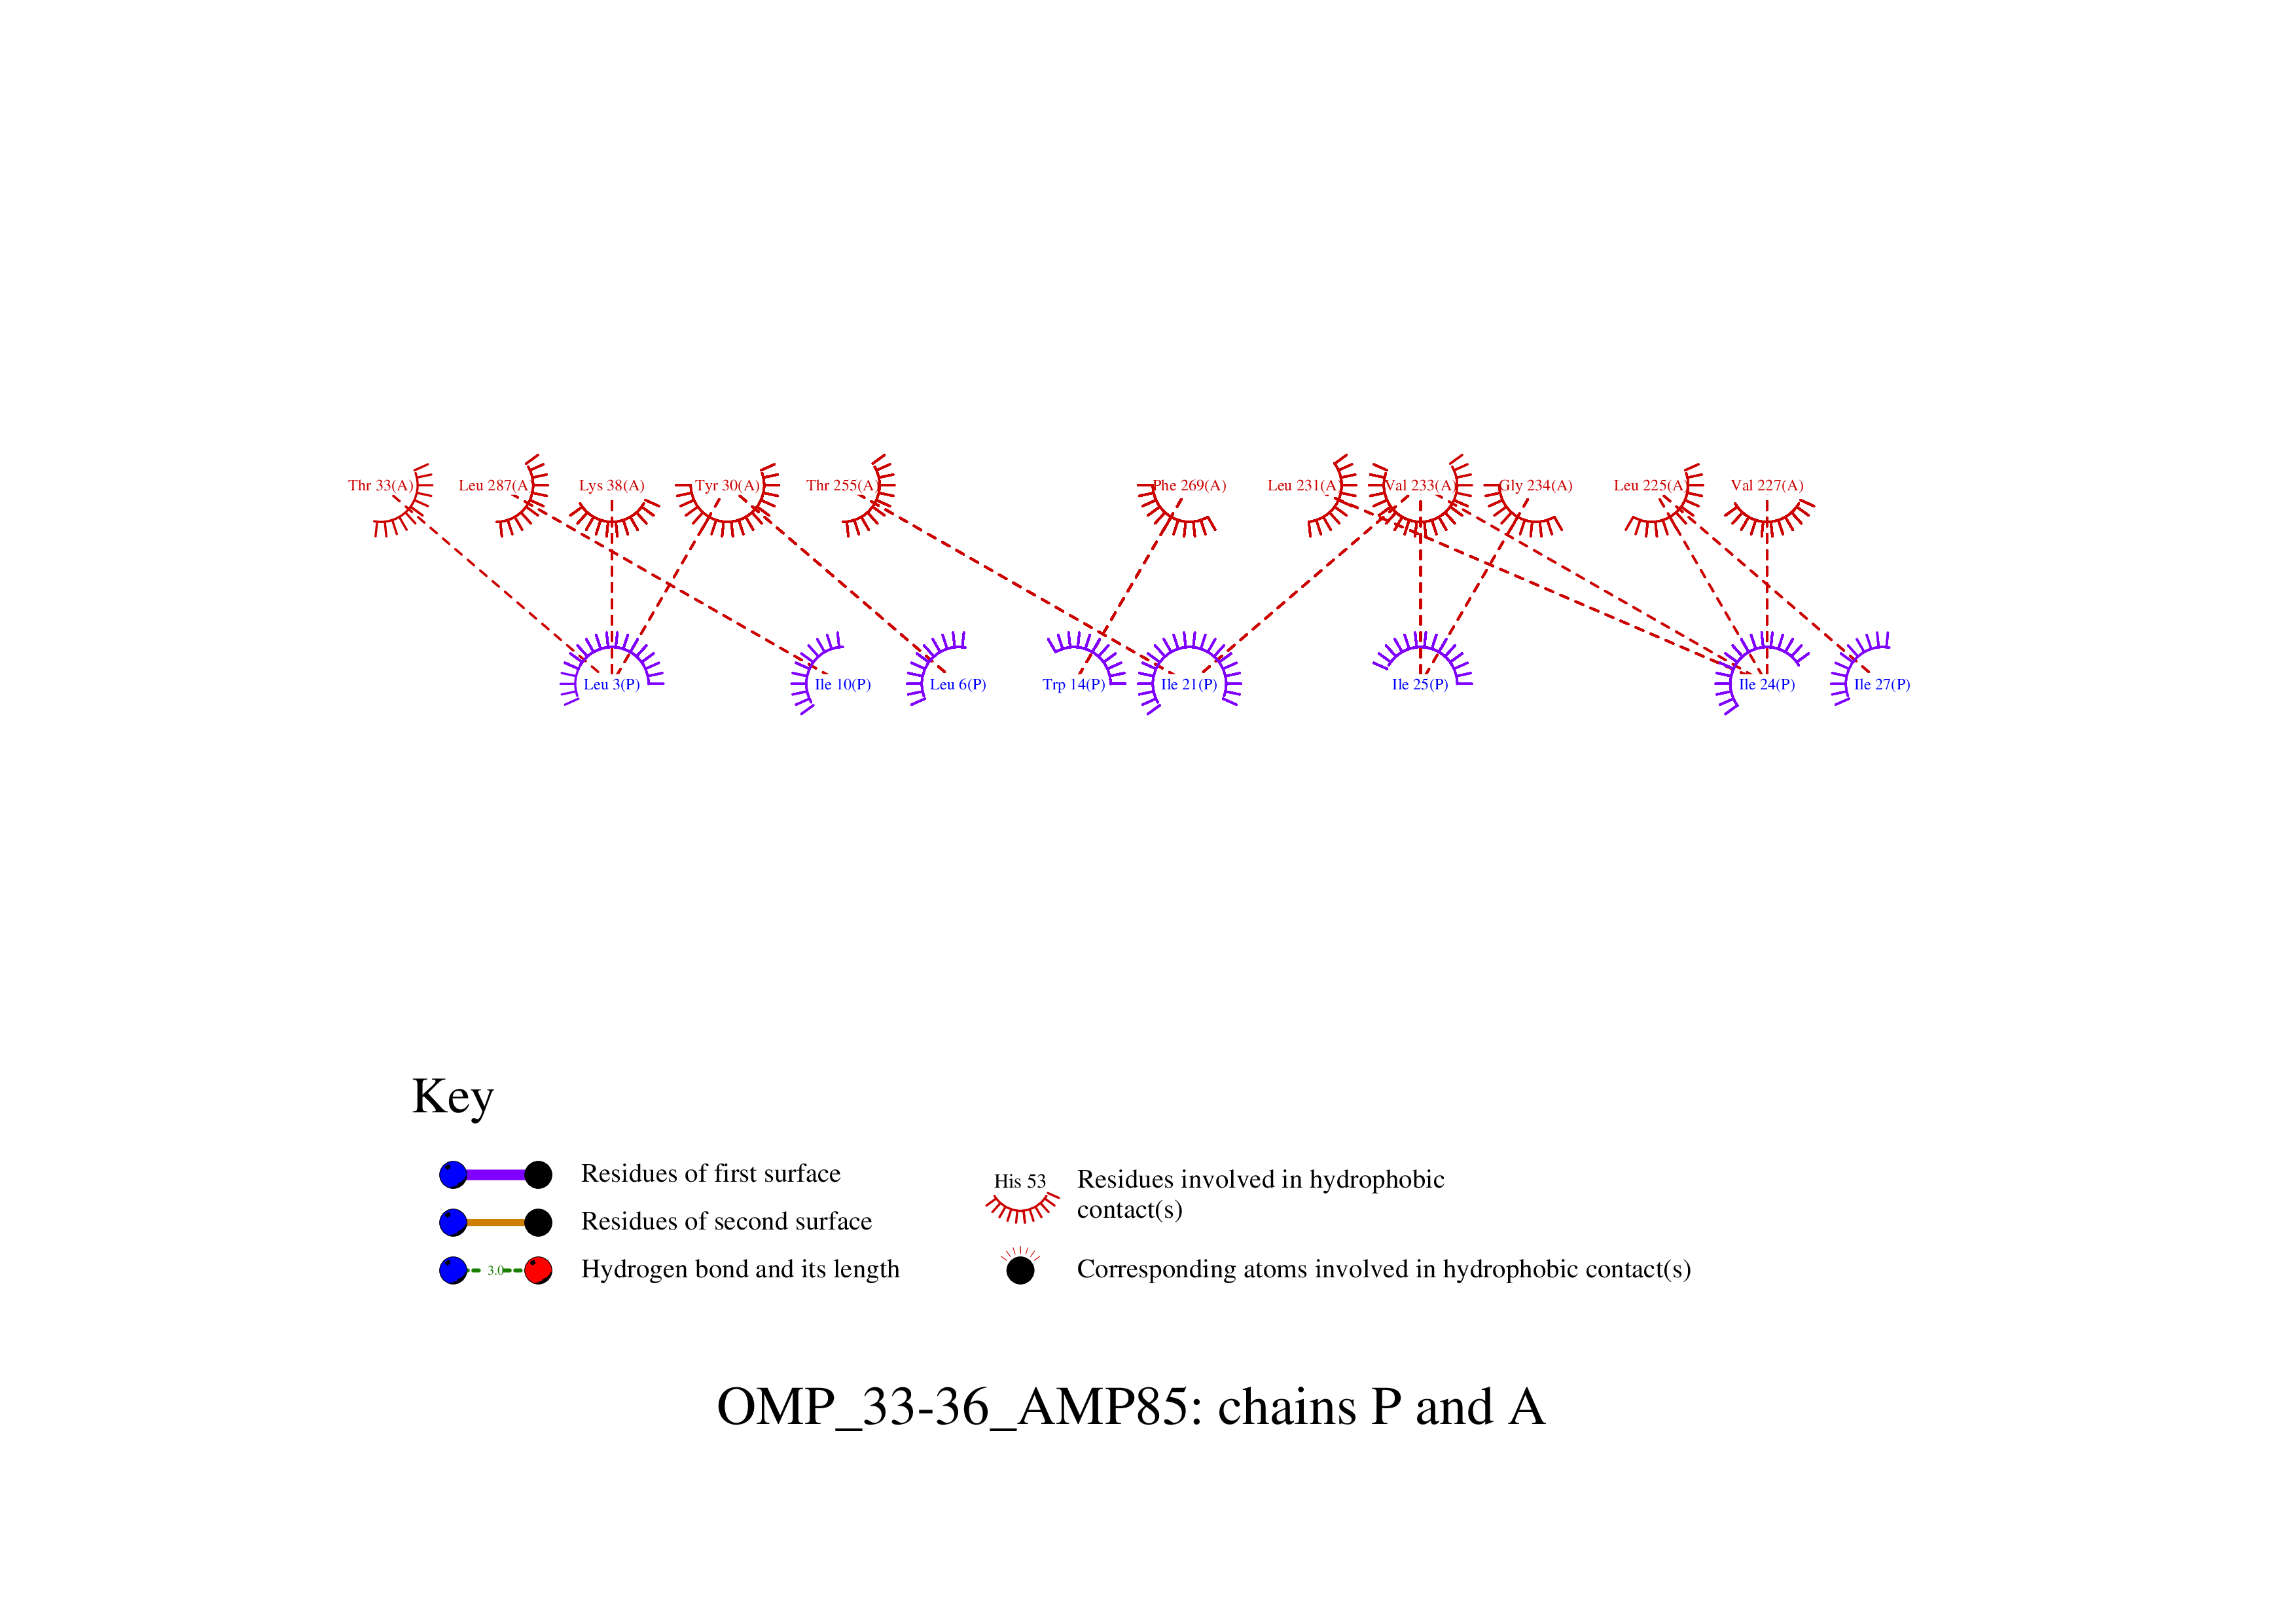 Thr 33(A) Leu 287(A) Lys 38(A) Tyr 30(A) Thr 255(A) Phe 269(A) Leu 231(A) Val 233(A) Gly 234(A) Leu 225(A) Val 227(A)
Leu 3(P) Ile 10(P) Leu 6(P) Trp 14(P) Ile 21(P) Ile 25(P) Ile 24(P) Ile 27(P)
Key
Residues of first surface
Residues of second surface
3.0 Hydrogen bond and its length
His 53 Residues involved in hydrophobic
contact(s)
Corresponding atoms involved in hydrophobic contact(s)
OMP_33-36_AMP85: chains P and A